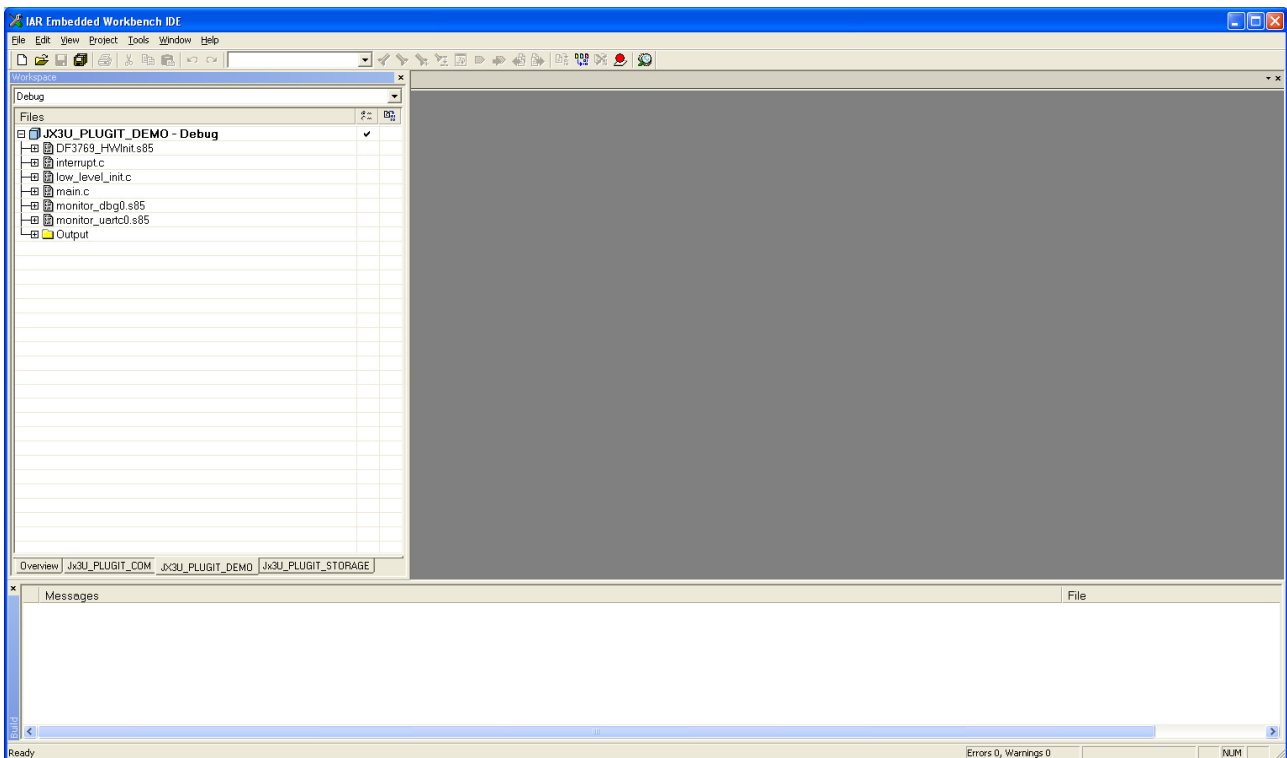 IAR Embedded Workbench IDE
File Edit View Project Tools Window Help
Workspace
Debug
Files
JX3U_PLUGIT_DEMO - Debug
DF3769_HWInit.s85
interrupt.c
low_level_init.c
main.c
monitor_dbg0.s85
monitor_uartc0.s85
Output
Overview Jx3U_PLUGIT_COM Jx3U_PLUGIT_DEMO Jx3U_PLUGIT_STORAGE
Messages File
Build
Ready Errors 0, Warnings 0 NUM